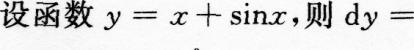 设函数 y = x + sinx,则 dy =